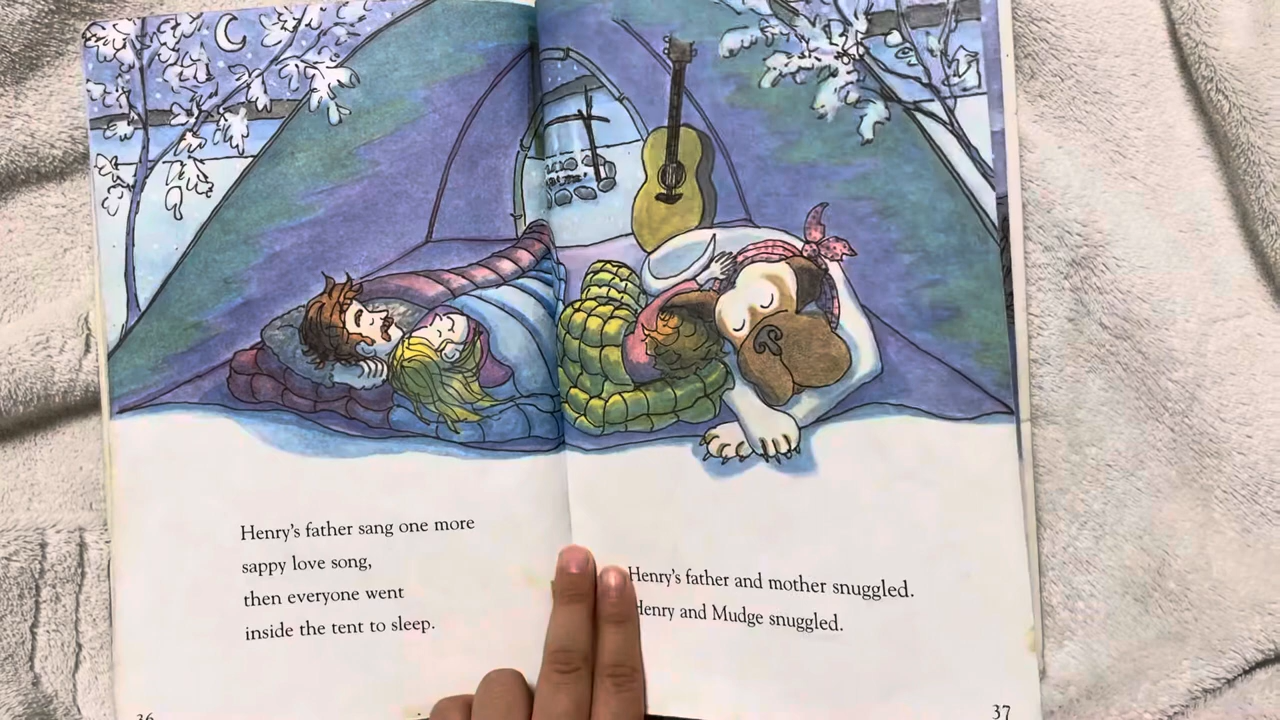 Henry's father sang one more
sappy love song,
then everyone went
inside the tent to sleep.
36
Henry's father and mother snuggled.
Henry and Mudge snuggled.
37